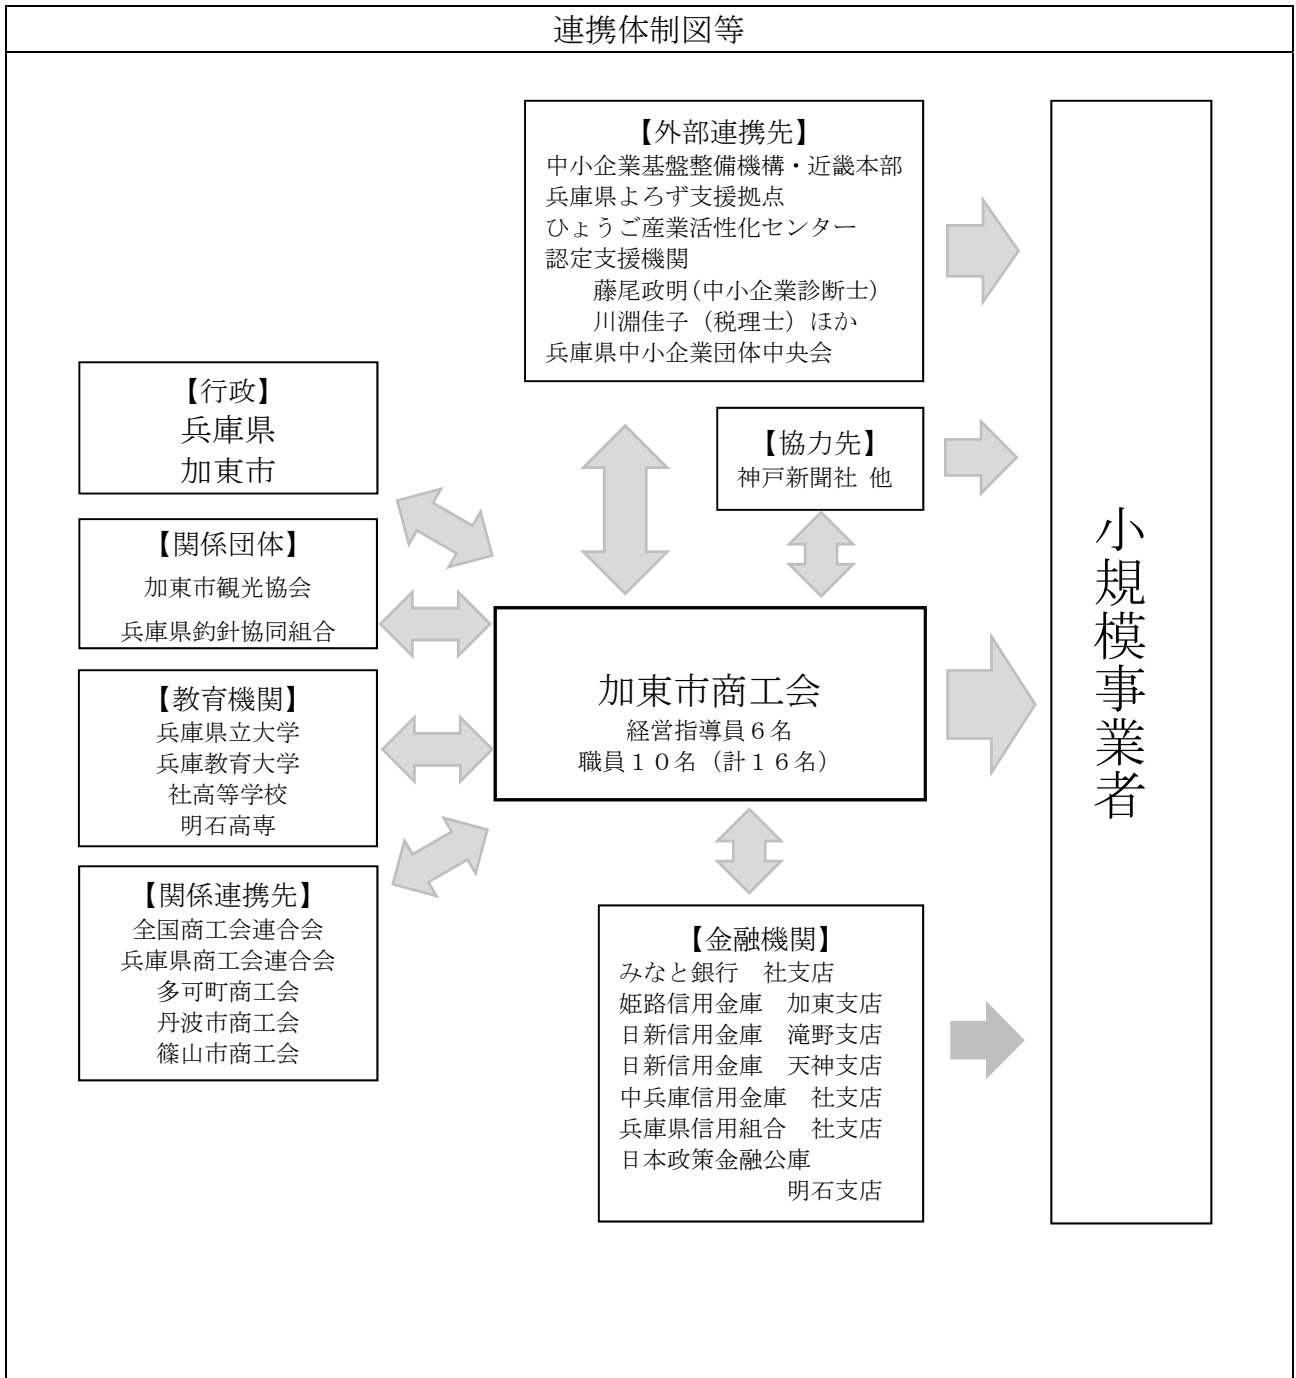 連携体制図等
【外部連携先】
中小企業基盤整備機構・近畿本部
兵庫県よろず支援拠点
ひょうご産業活性化センター
認定支援機関
藤尾政明(中小企業診断士)
川淵佳子（税理士）ほか
兵庫県中小企業団体中央会
【行政】
兵庫県
加東市
【協力先】
神戸新聞社 他
【関係団体】
加東市観光協会
兵庫県釣針協同組合
【教育機関】
兵庫県立大学
兵庫教育大学
社高等学校
明石高専
【関係連携先】
全国商工会連合会
兵庫県商工会連合会
多可町商工会
丹波市商工会
篠山市商工会
加東市商工会
経営指導員６名
職員１０名（計１６名）
【金融機関】
みなと銀行　社支店
姫路信用金庫　加東支店
日新信用金庫　滝野支店
日新信用金庫　天神支店
中兵庫信用金庫　社支店
兵庫県信用組合　社支店
日本政策金融公庫
明石支店
小規模事業者